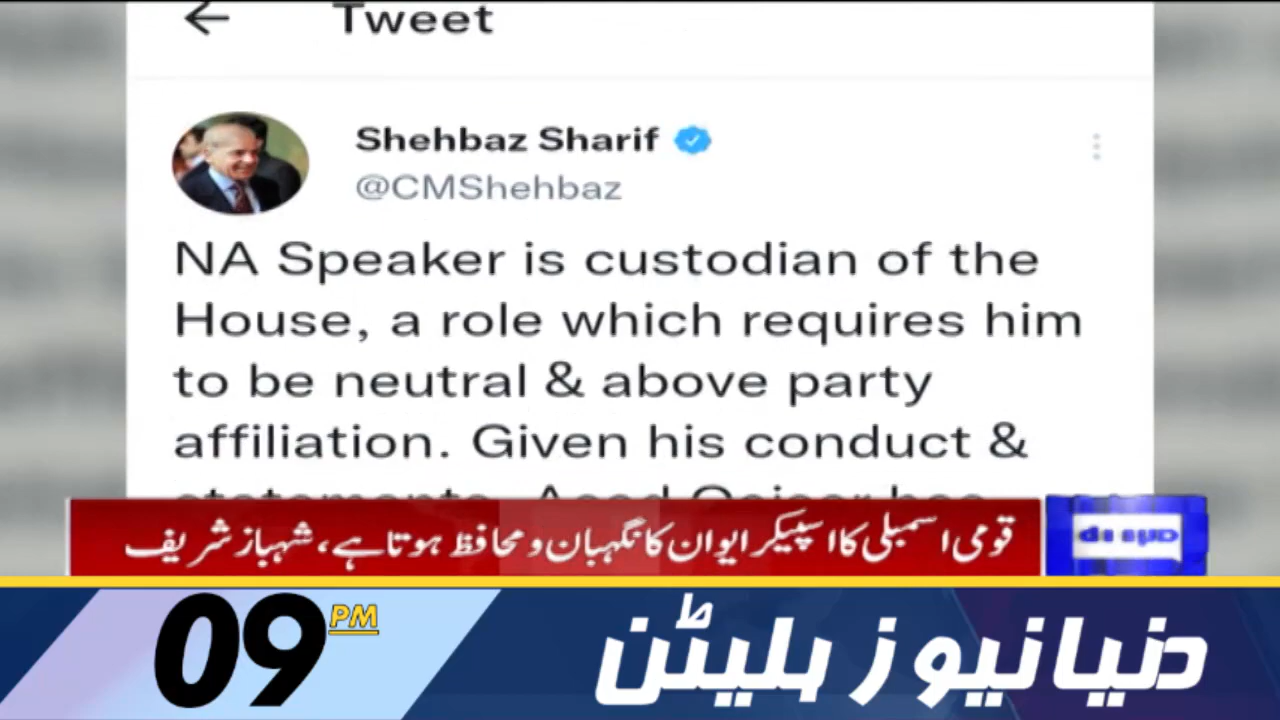 Tweet
Shehbaz Sharif
@CMShehbaz
NA Speaker is custodian of the
House, a role which requires him
to be neutral & above party
affiliation. Given his conduct &
قومی اسمبلی کا اسپیکر ایوان کا نگہبان و محافظ ہوتا ہے، شہباز شریف
09 PM
دنیا نیوز بلیٹن